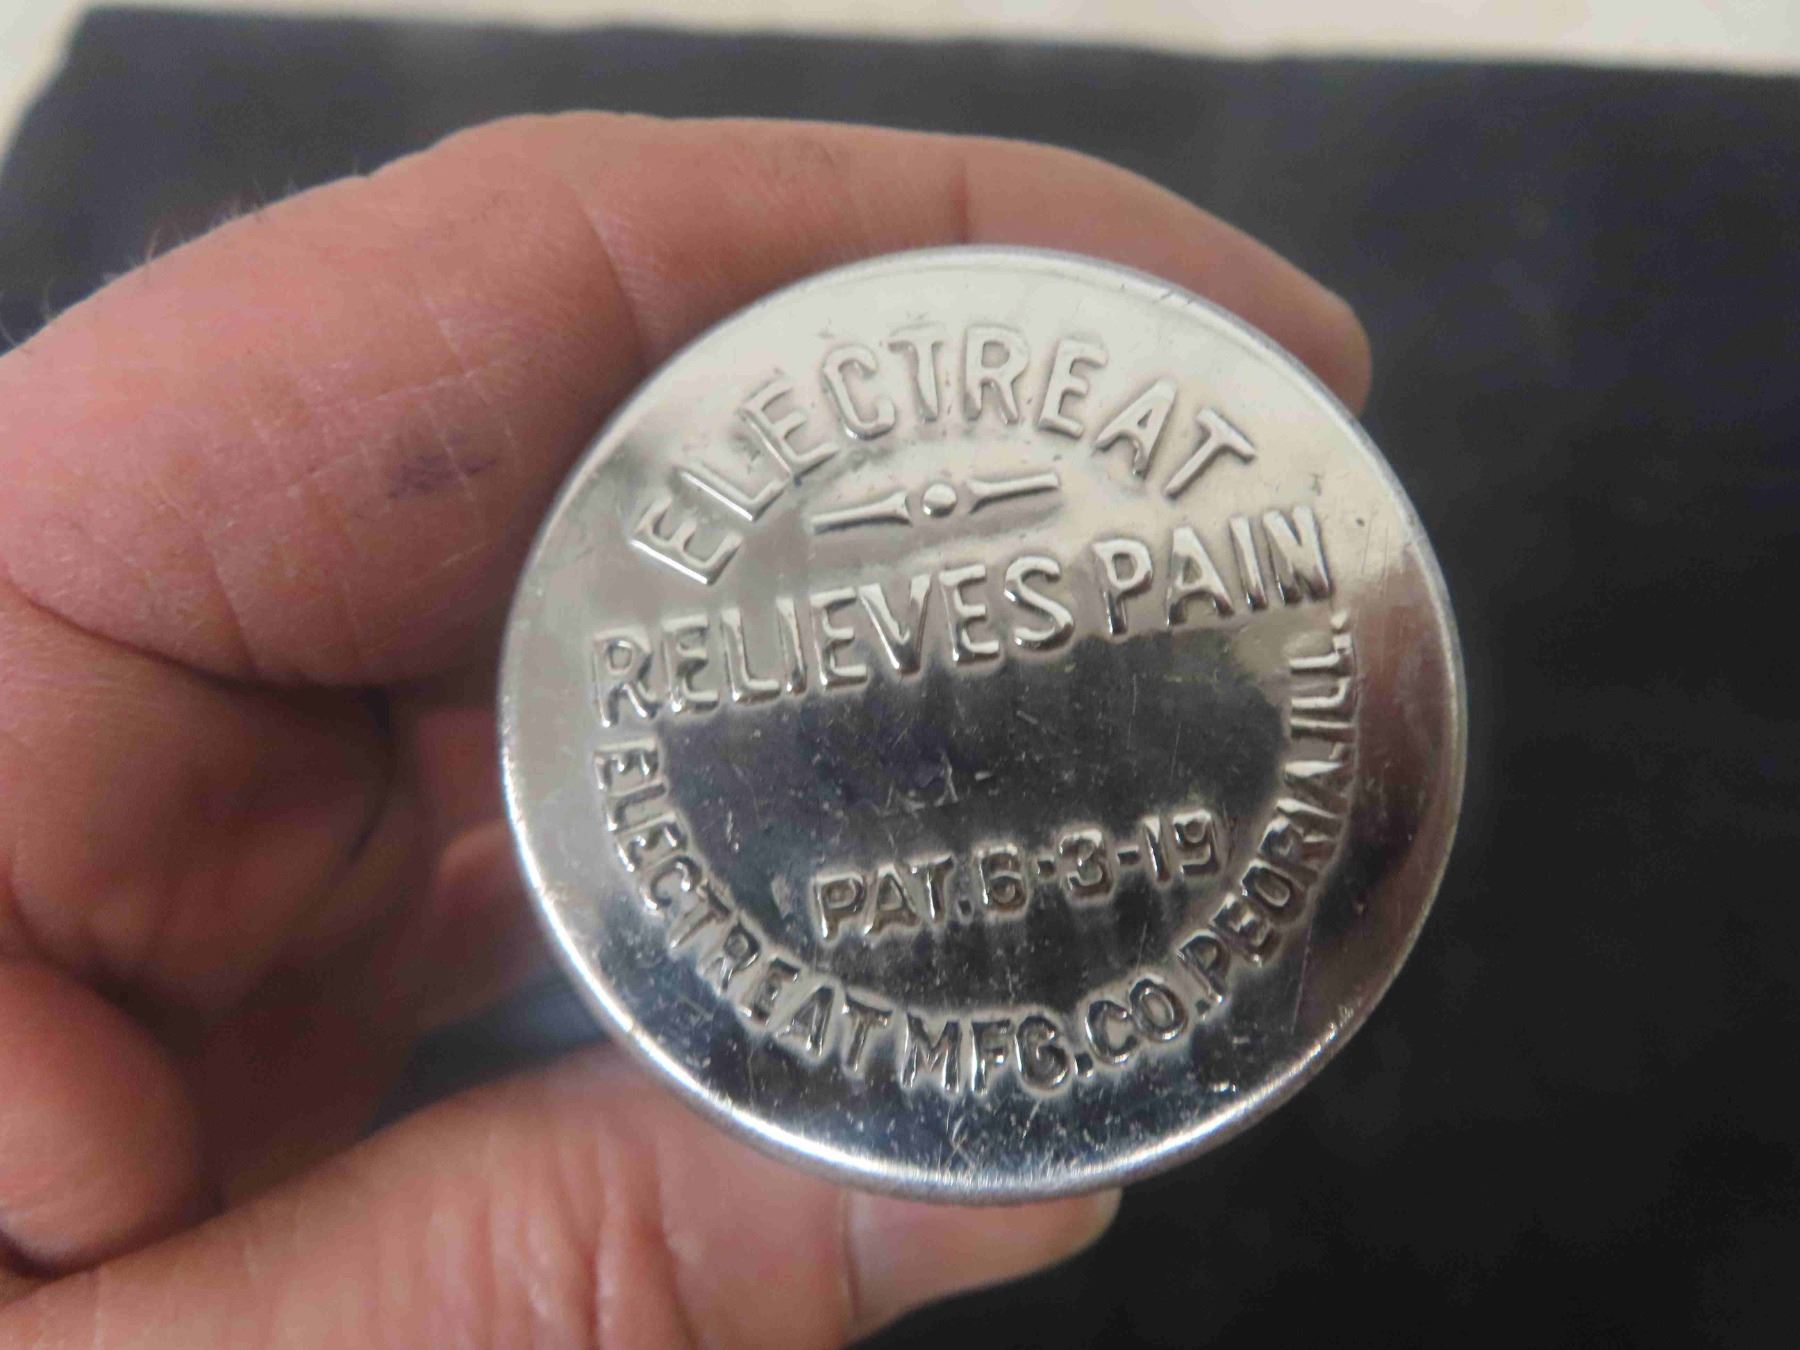 ELECTREAT
RELIEVES PAIN
PAT. 6-3-19
ELECTREAT MFG. CO. PEORIA, ILL.